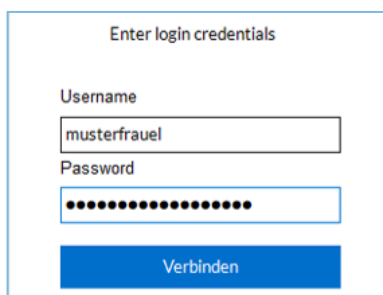 Enter login credentials
Username
musterfrauel
Password
••••••••••••••••••
Verbinden